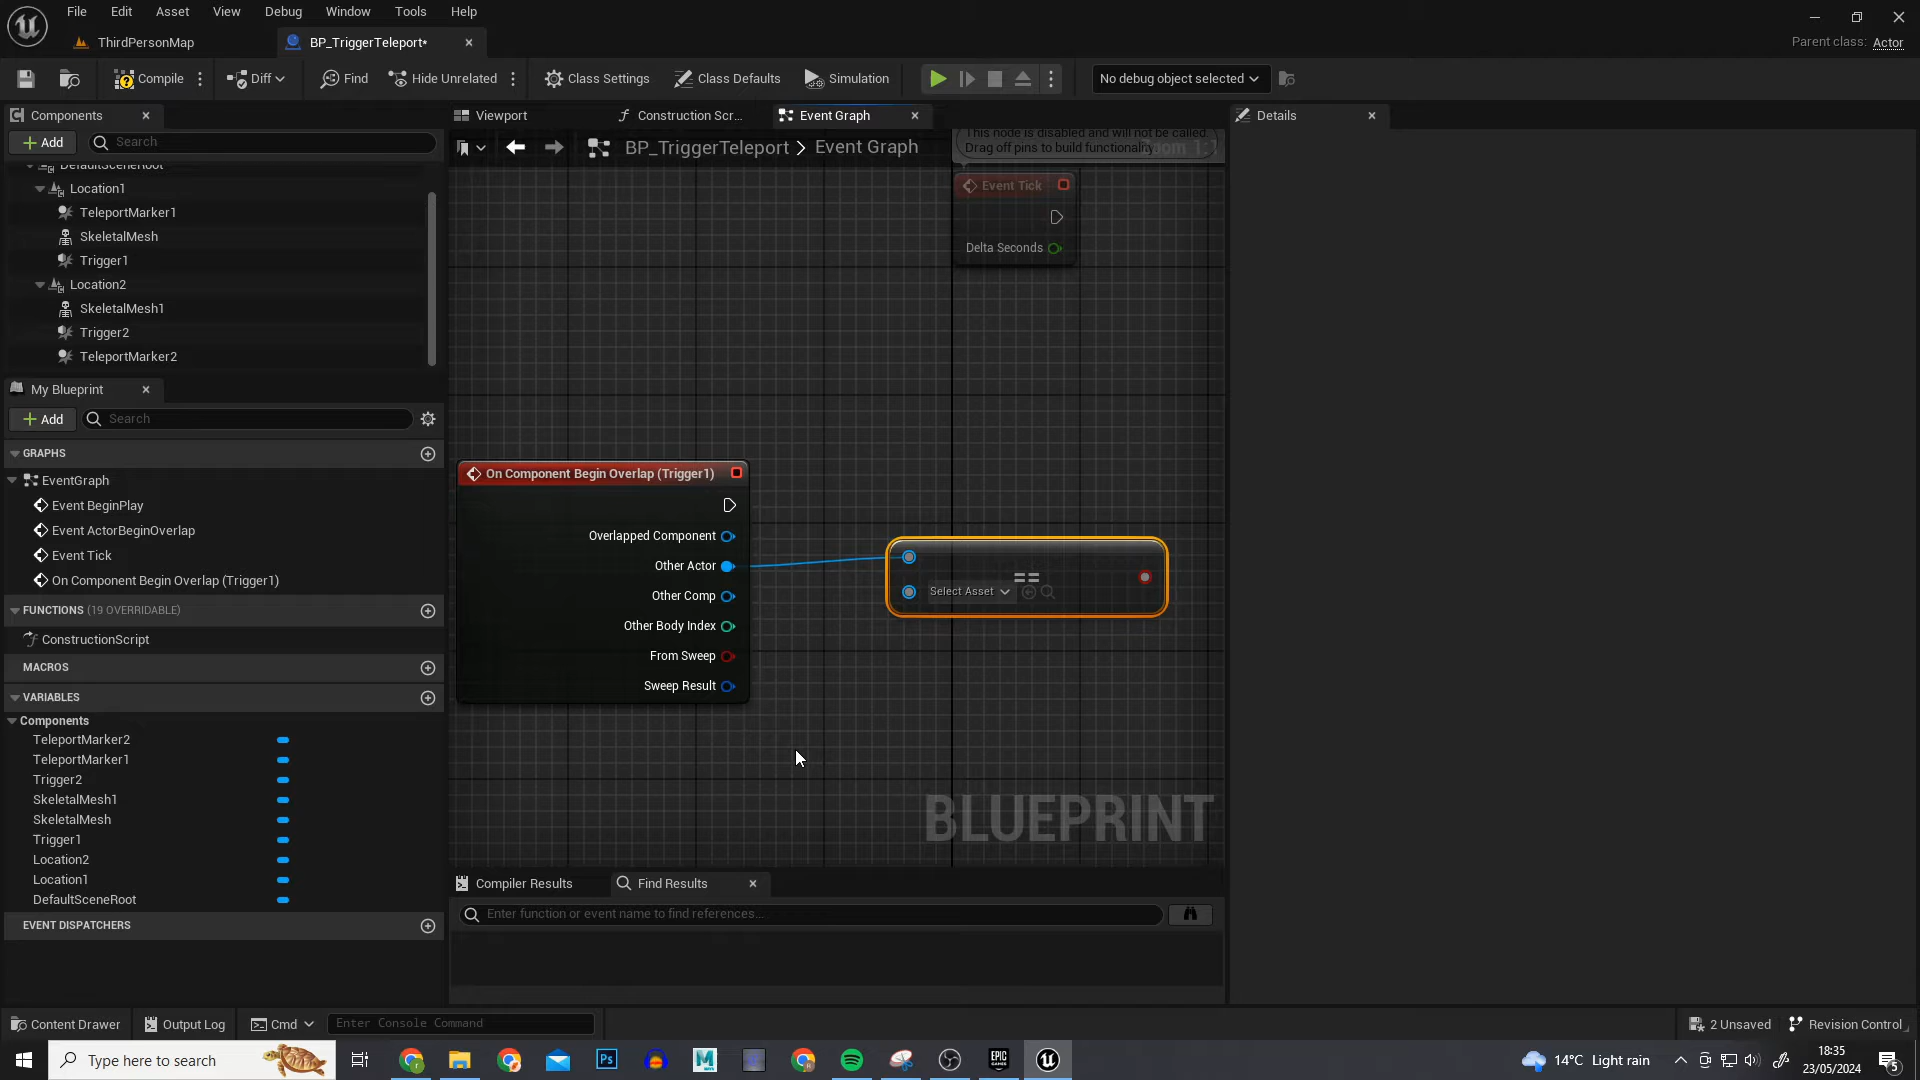 File Edit Asset View Debug Window Tools Help
ThirdPersonMap
BP_TriggerTeleport*
Parent class: Actor
Compile
Diff
Find
Hide Unrelated
Class Settings
Class Defaults
Simulation
No debug object selected
Components
Add
Search
DefaultSceneRoot
Location1
TeleportMarker1
SkeletalMesh
Trigger1
Location2
SkeletalMesh1
Trigger2
TeleportMarker2
My Blueprint
Add
Search
GRAPHS
EventGraph
Event BeginPlay
Event ActorBeginOverlap
Event Tick
On Component Begin Overlap (Trigger1)
FUNCTIONS (19 OVERRIDABLE)
ConstructionScript
MACROS
VARIABLES
Components
TeleportMarker2
TeleportMarker1
Trigger2
SkeletalMesh1
SkeletalMesh
Trigger1
Location2
Location1
DefaultSceneRoot
EVENT DISPATCHERS
Viewport
Construction Scr...
Event Graph
BP_TriggerTeleport > Event Graph
Zoom 1:1
This node is disabled and will not be called.
Drag off pins to build functionality.
Event Tick
Delta Seconds
On Component Begin Overlap (Trigger1)
Overlapped Component
Other Actor
Other Comp
Other Body Index
From Sweep
Sweep Result
==
Select Asset
BLUEPRINT
Compiler Results
Find Results
Enter function or event name to find references...
Details
Content Drawer
Output Log
Cmd
Enter Console Command
2 Unsaved
Revision Control
Type here to search
Ps
M
EPIC GAMES
14°C Light rain
18:35
23/05/2024
5